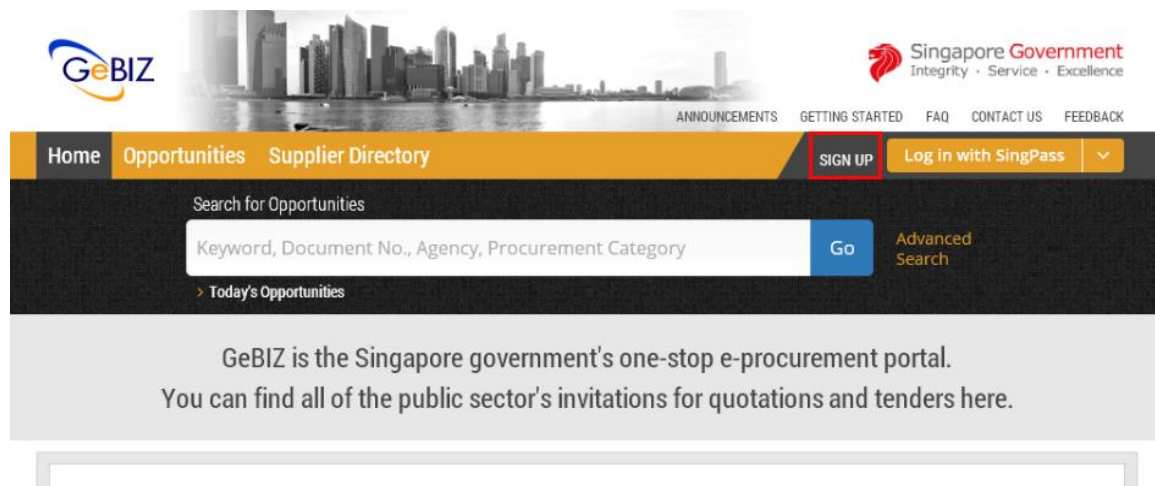 GeBIZ
Singapore Government
Integrity · Service · Excellence
ANNOUNCEMENTS GETTING STARTED FAQ CONTACT US FEEDBACK
Home Opportunities Supplier Directory SIGN UP Log in with SingPass
Search for Opportunities
Keyword, Document No., Agency, Procurement Category Go Advanced
Search
> Today's Opportunities
GeBIZ is the Singapore government's one-stop e-procurement portal.
You can find all of the public sector's invitations for quotations and tenders here.